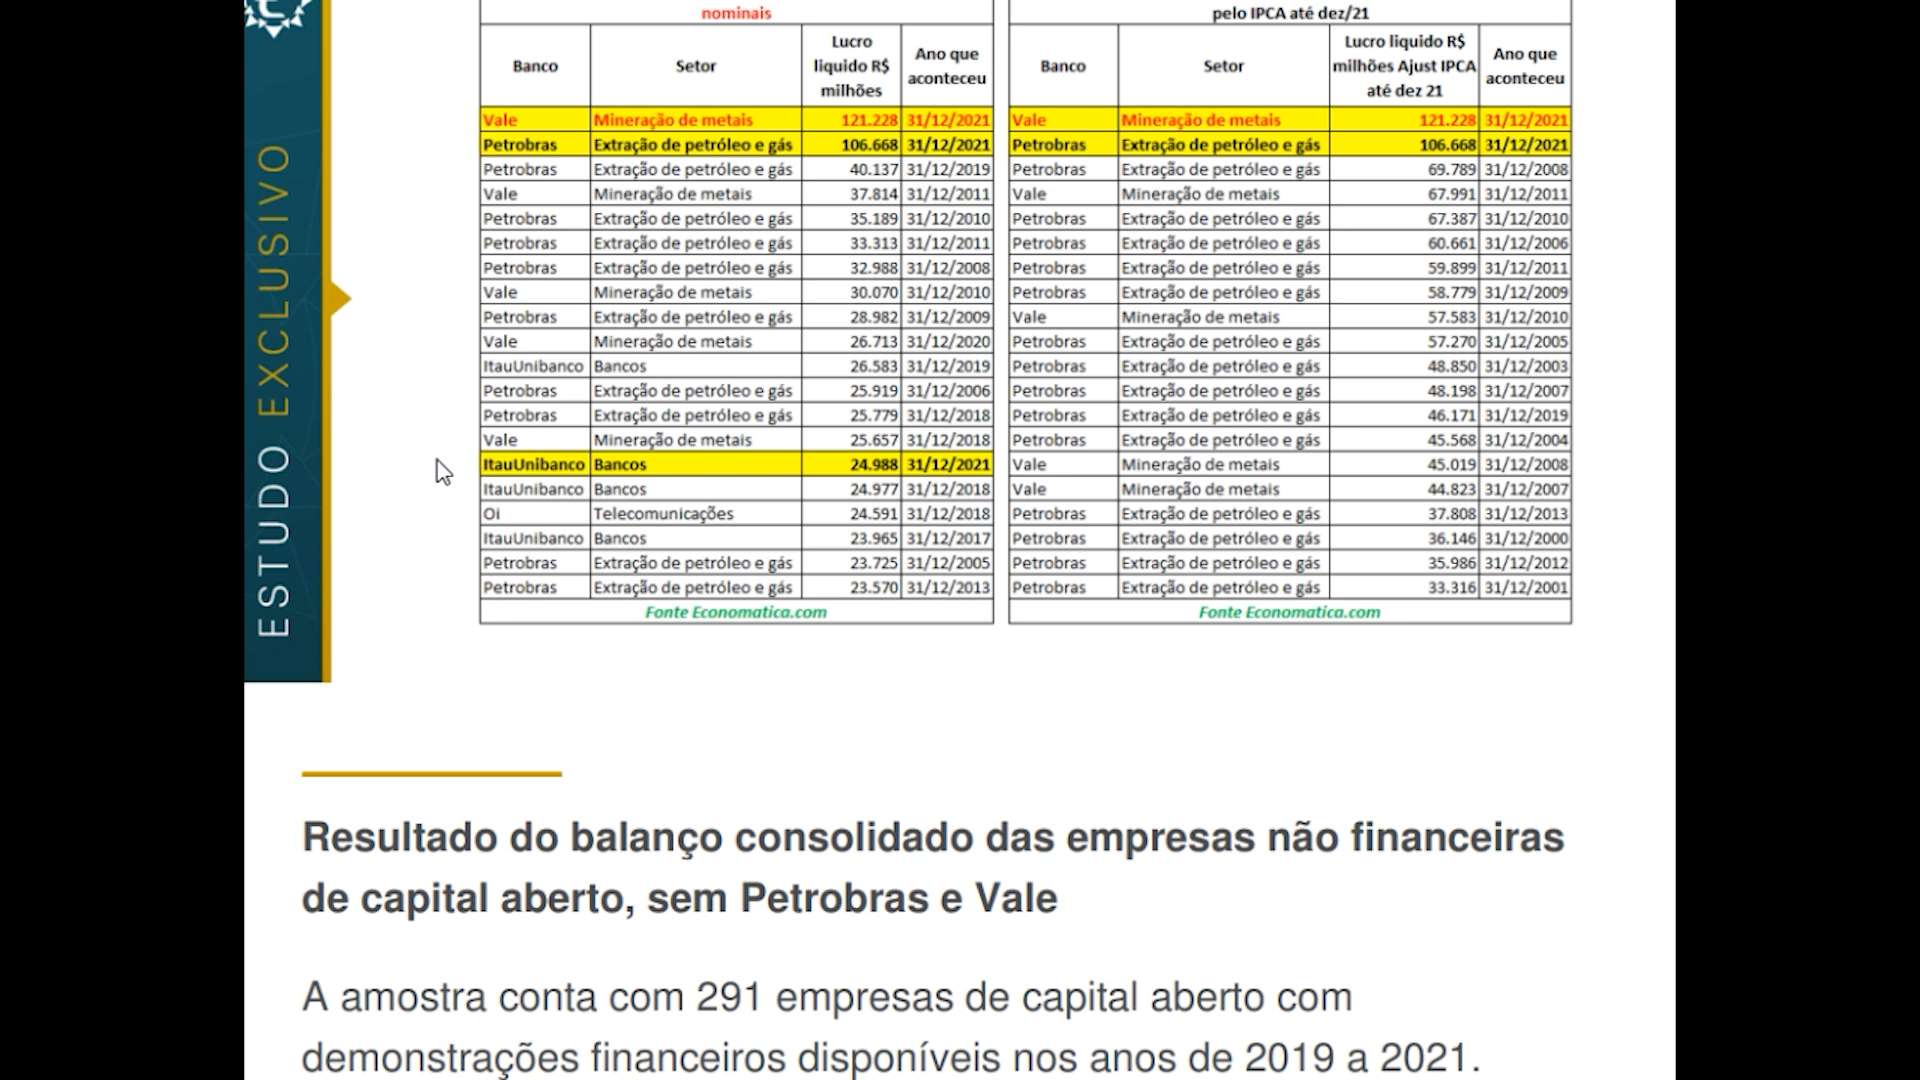 ESTUDO EXCLUSIVO
nominais
Banco Setor Lucro liquido R$ milhões Ano que aconteceu
Vale Mineração de metais 121.228 31/12/2021
Petrobras Extração de petróleo e gás 106.668 31/12/2021
Petrobras Extração de petróleo e gás 40.137 31/12/2019
Vale Mineração de metais 37.814 31/12/2011
Petrobras Extração de petróleo e gás 35.189 31/12/2010
Petrobras Extração de petróleo e gás 33.313 31/12/2011
Petrobras Extração de petróleo e gás 32.988 31/12/2008
Vale Mineração de metais 30.070 31/12/2010
Petrobras Extração de petróleo e gás 28.982 31/12/2009
Vale Mineração de metais 26.713 31/12/2020
ItauUnibanco Bancos 26.583 31/12/2019
Petrobras Extração de petróleo e gás 25.919 31/12/2006
Petrobras Extração de petróleo e gás 25.779 31/12/2018
Vale Mineração de metais 25.657 31/12/2018
ItauUnibanco Bancos 24.988 31/12/2021
ItauUnibanco Bancos 24.977 31/12/2018
Oi Telecomunicações 24.591 31/12/2018
ItauUnibanco Bancos 23.965 31/12/2017
Petrobras Extração de petróleo e gás 23.725 31/12/2005
Petrobras Extração de petróleo e gás 23.570 31/12/2013
Fonte Economatica.com
pelo IPCA até dez/21
Banco Setor Lucro liquido R$ milhões Ajust IPCA até dez 21 Ano que aconteceu
Vale Mineração de metais 121.228 31/12/2021
Petrobras Extração de petróleo e gás 106.668 31/12/2021
Petrobras Extração de petróleo e gás 69.789 31/12/2008
Vale Mineração de metais 67.991 31/12/2011
Petrobras Extração de petróleo e gás 67.387 31/12/2010
Petrobras Extração de petróleo e gás 60.661 31/12/2006
Petrobras Extração de petróleo e gás 59.899 31/12/2011
Petrobras Extração de petróleo e gás 58.779 31/12/2009
Vale Mineração de metais 57.583 31/12/2010
Petrobras Extração de petróleo e gás 57.270 31/12/2005
Petrobras Extração de petróleo e gás 48.850 31/12/2003
Petrobras Extração de petróleo e gás 48.198 31/12/2007
Petrobras Extração de petróleo e gás 46.171 31/12/2019
Petrobras Extração de petróleo e gás 45.568 31/12/2004
Vale Mineração de metais 45.019 31/12/2008
Vale Mineração de metais 44.823 31/12/2007
Petrobras Extração de petróleo e gás 37.808 31/12/2013
Petrobras Extração de petróleo e gás 36.146 31/12/2000
Petrobras Extração de petróleo e gás 35.986 31/12/2012
Petrobras Extração de petróleo e gás 33.316 31/12/2001
Fonte Economatica.com
Resultado do balanço consolidado das empresas não financeiras
de capital aberto, sem Petrobras e Vale
A amostra conta com 291 empresas de capital aberto com
demonstrações financeiros disponíveis nos anos de 2019 a 2021.